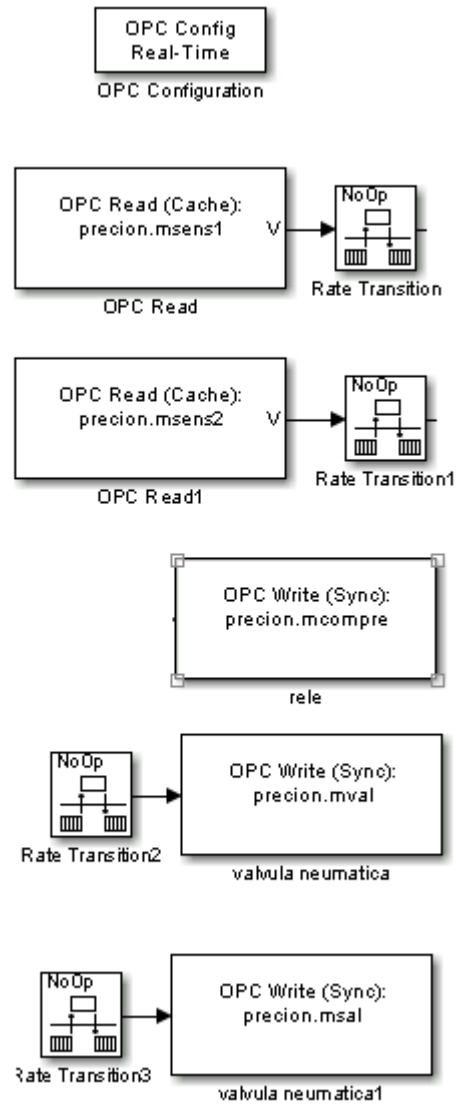 OPC Config
Real-Time
OPC Configuration
OPC Read (Cache):
precion.msens1
V
OPC Read
NoOp
Rate Transition
OPC Read (Cache):
precion.msens2
V
OPC Read1
NoOp
Rate Transition1
OPC Write (Sync):
precion.mcompre
rele
NoOp
Rate Transition2
OPC Write (Sync):
precion.mval
valvula neumatica
NoOp
Rate Transition3
OPC Write (Sync):
precion.msal
valvula neumatica1